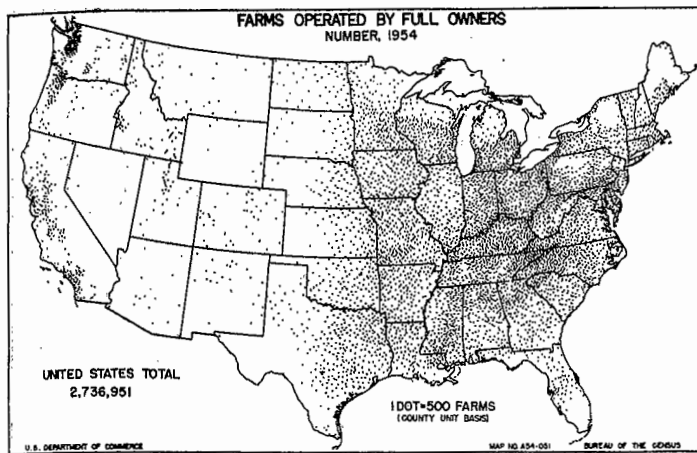 FARMS OPERATED BY FULL OWNERS
NUMBER, 1954
UNITED STATES TOTAL
2,736,951
1 DOT=500 FARMS
(COUNTY UNIT BASIS)
U.S. DEPARTMENT OF COMMERCE
MAP NO. A54-051
BUREAU OF THE CENSUS